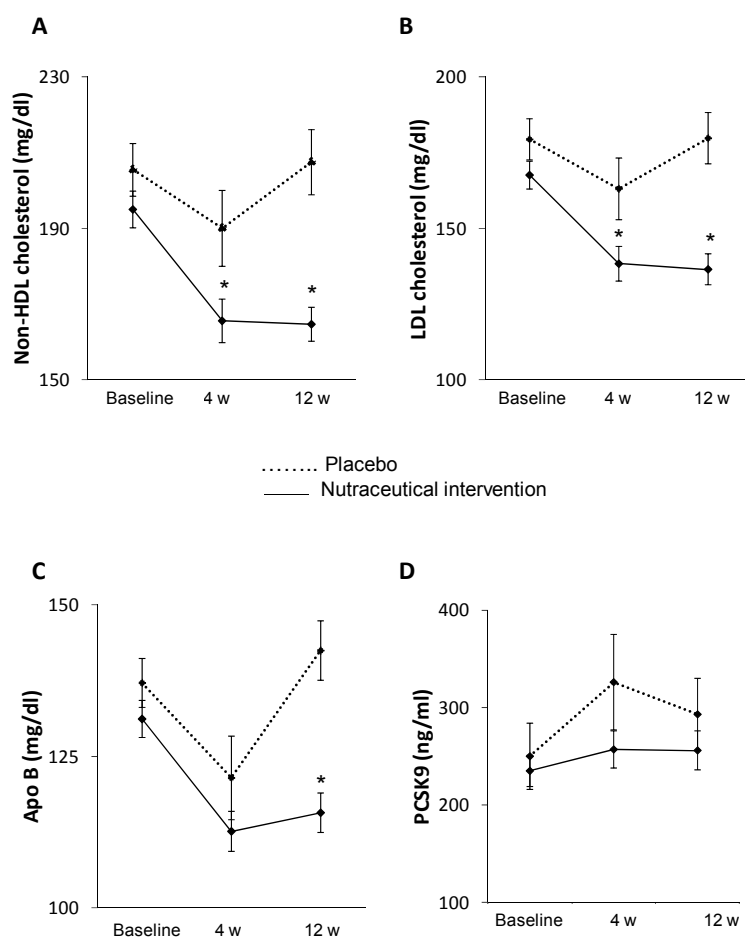 A
Non-HDL cholesterol (mg/dl)
230
190
150
*
*
Baseline 4 w 12 w
B
LDL cholesterol (mg/dl)
200
150
100
*
*
Baseline 4 w 12 w
........ Placebo
Nutraceutical intervention
C
Apo B (mg/dl)
150
125
100
*
Baseline 4 w 12 w
D
PCSK9 (ng/ml)
400
300
200
100
Baseline 4 w 12 w